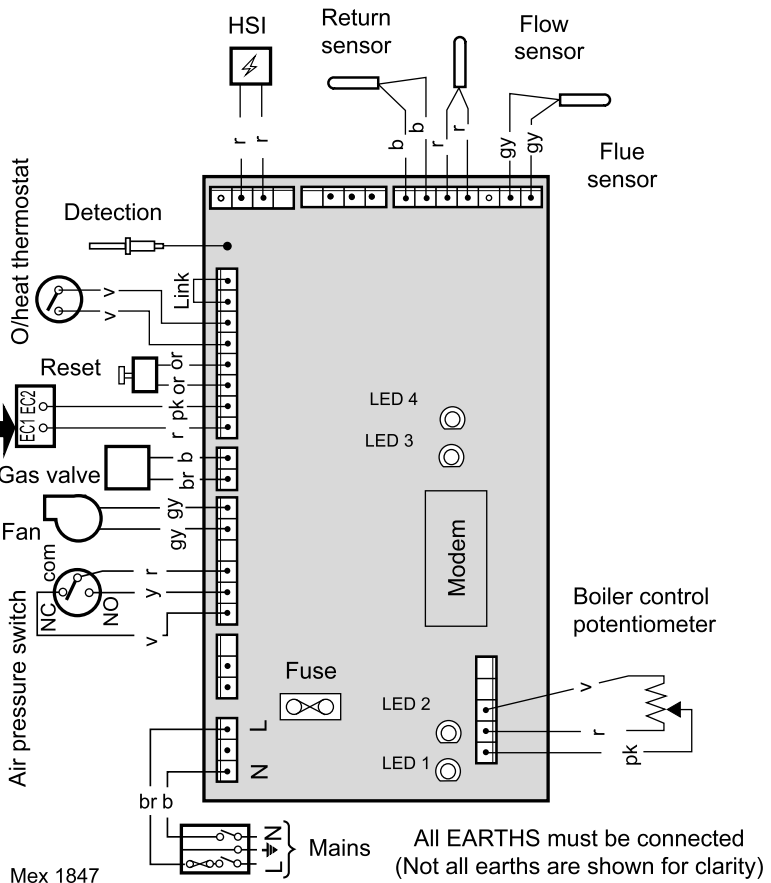 HSI
Return
sensor
Flow
sensor
Flue
sensor
r
r
b
b
r
r
gy
gy
Detection
O/heat thermostat
v
v
Link
Reset
or
or
EC1 EC2
pk
r
Gas valve
b
br
Fan
gy
gy
Air pressure switch
com
NC
NO
r
y
v
LED 4
LED 3
Modem
Boiler control
potentiometer
v
r
pk
Fuse
LED 2
LED 1
L
N
br b
N
L
Mains
All EARTHS must be connected
(Not all earths are shown for clarity)
Mex 1847